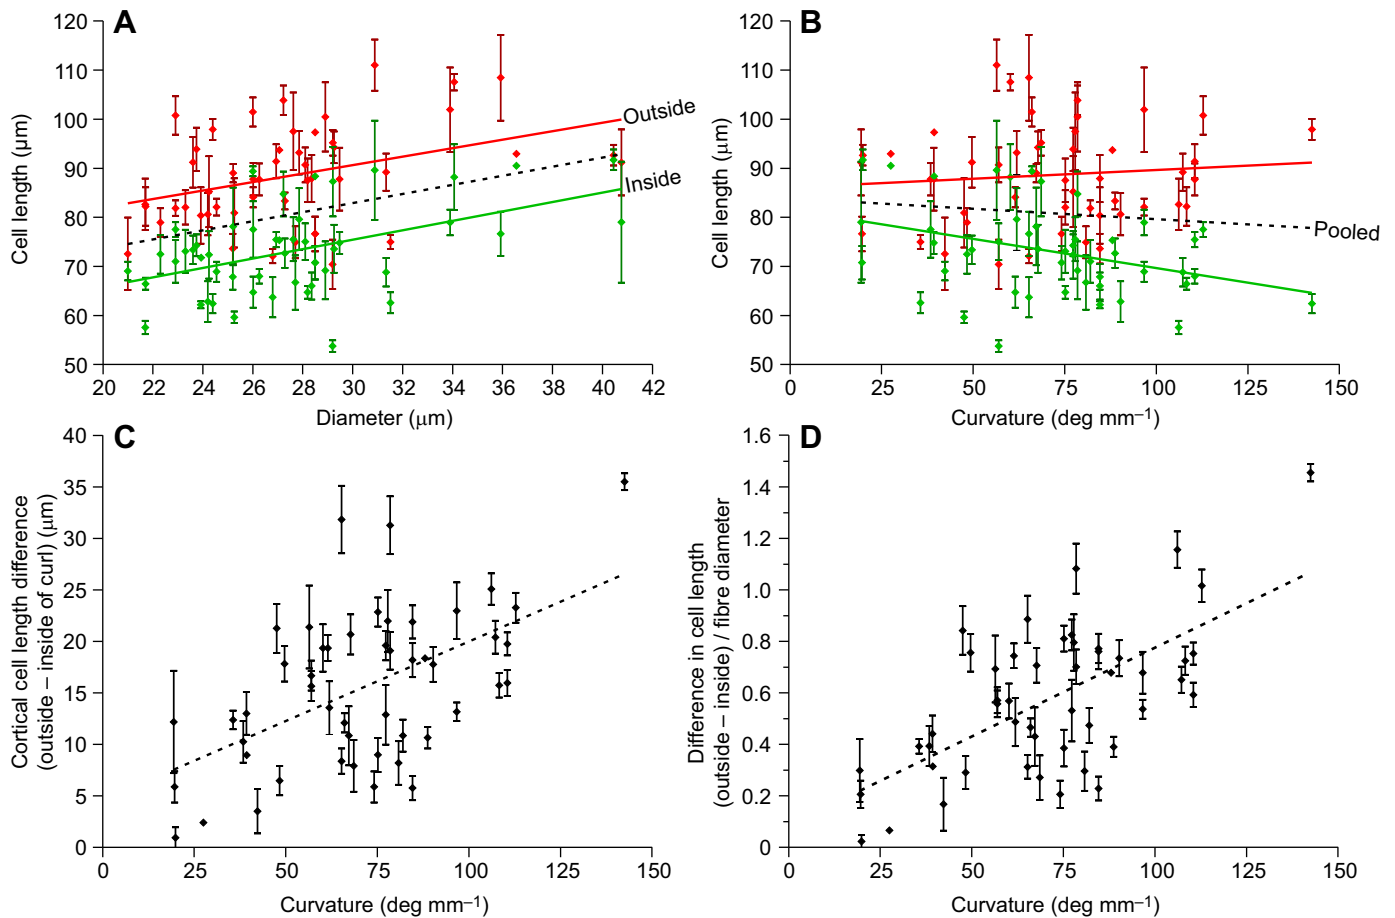 A
120
110
100
90
80
70
60
50
Cell length (μm)
Outside
Inside
20 22 24 26 28 30 32 34 36 38 40 42
Diameter (μm)
B
120
110
100
90
80
70
60
50
Cell length (μm)
Pooled
0 25 50 75 100 125 150
Curvature (deg mm–1)
C
40
35
30
25
20
15
10
5
0
Cortical cell length difference
(outside – inside of curl) (μm)
0 25 50 75 100 125 150
Curvature (deg mm–1)
D
1.6
1.4
1.2
1.0
0.8
0.6
0.4
0.2
0
Difference in cell length
(outside – inside) / fibre diameter
0 25 50 75 100 125 150
Curvature (deg mm–1)